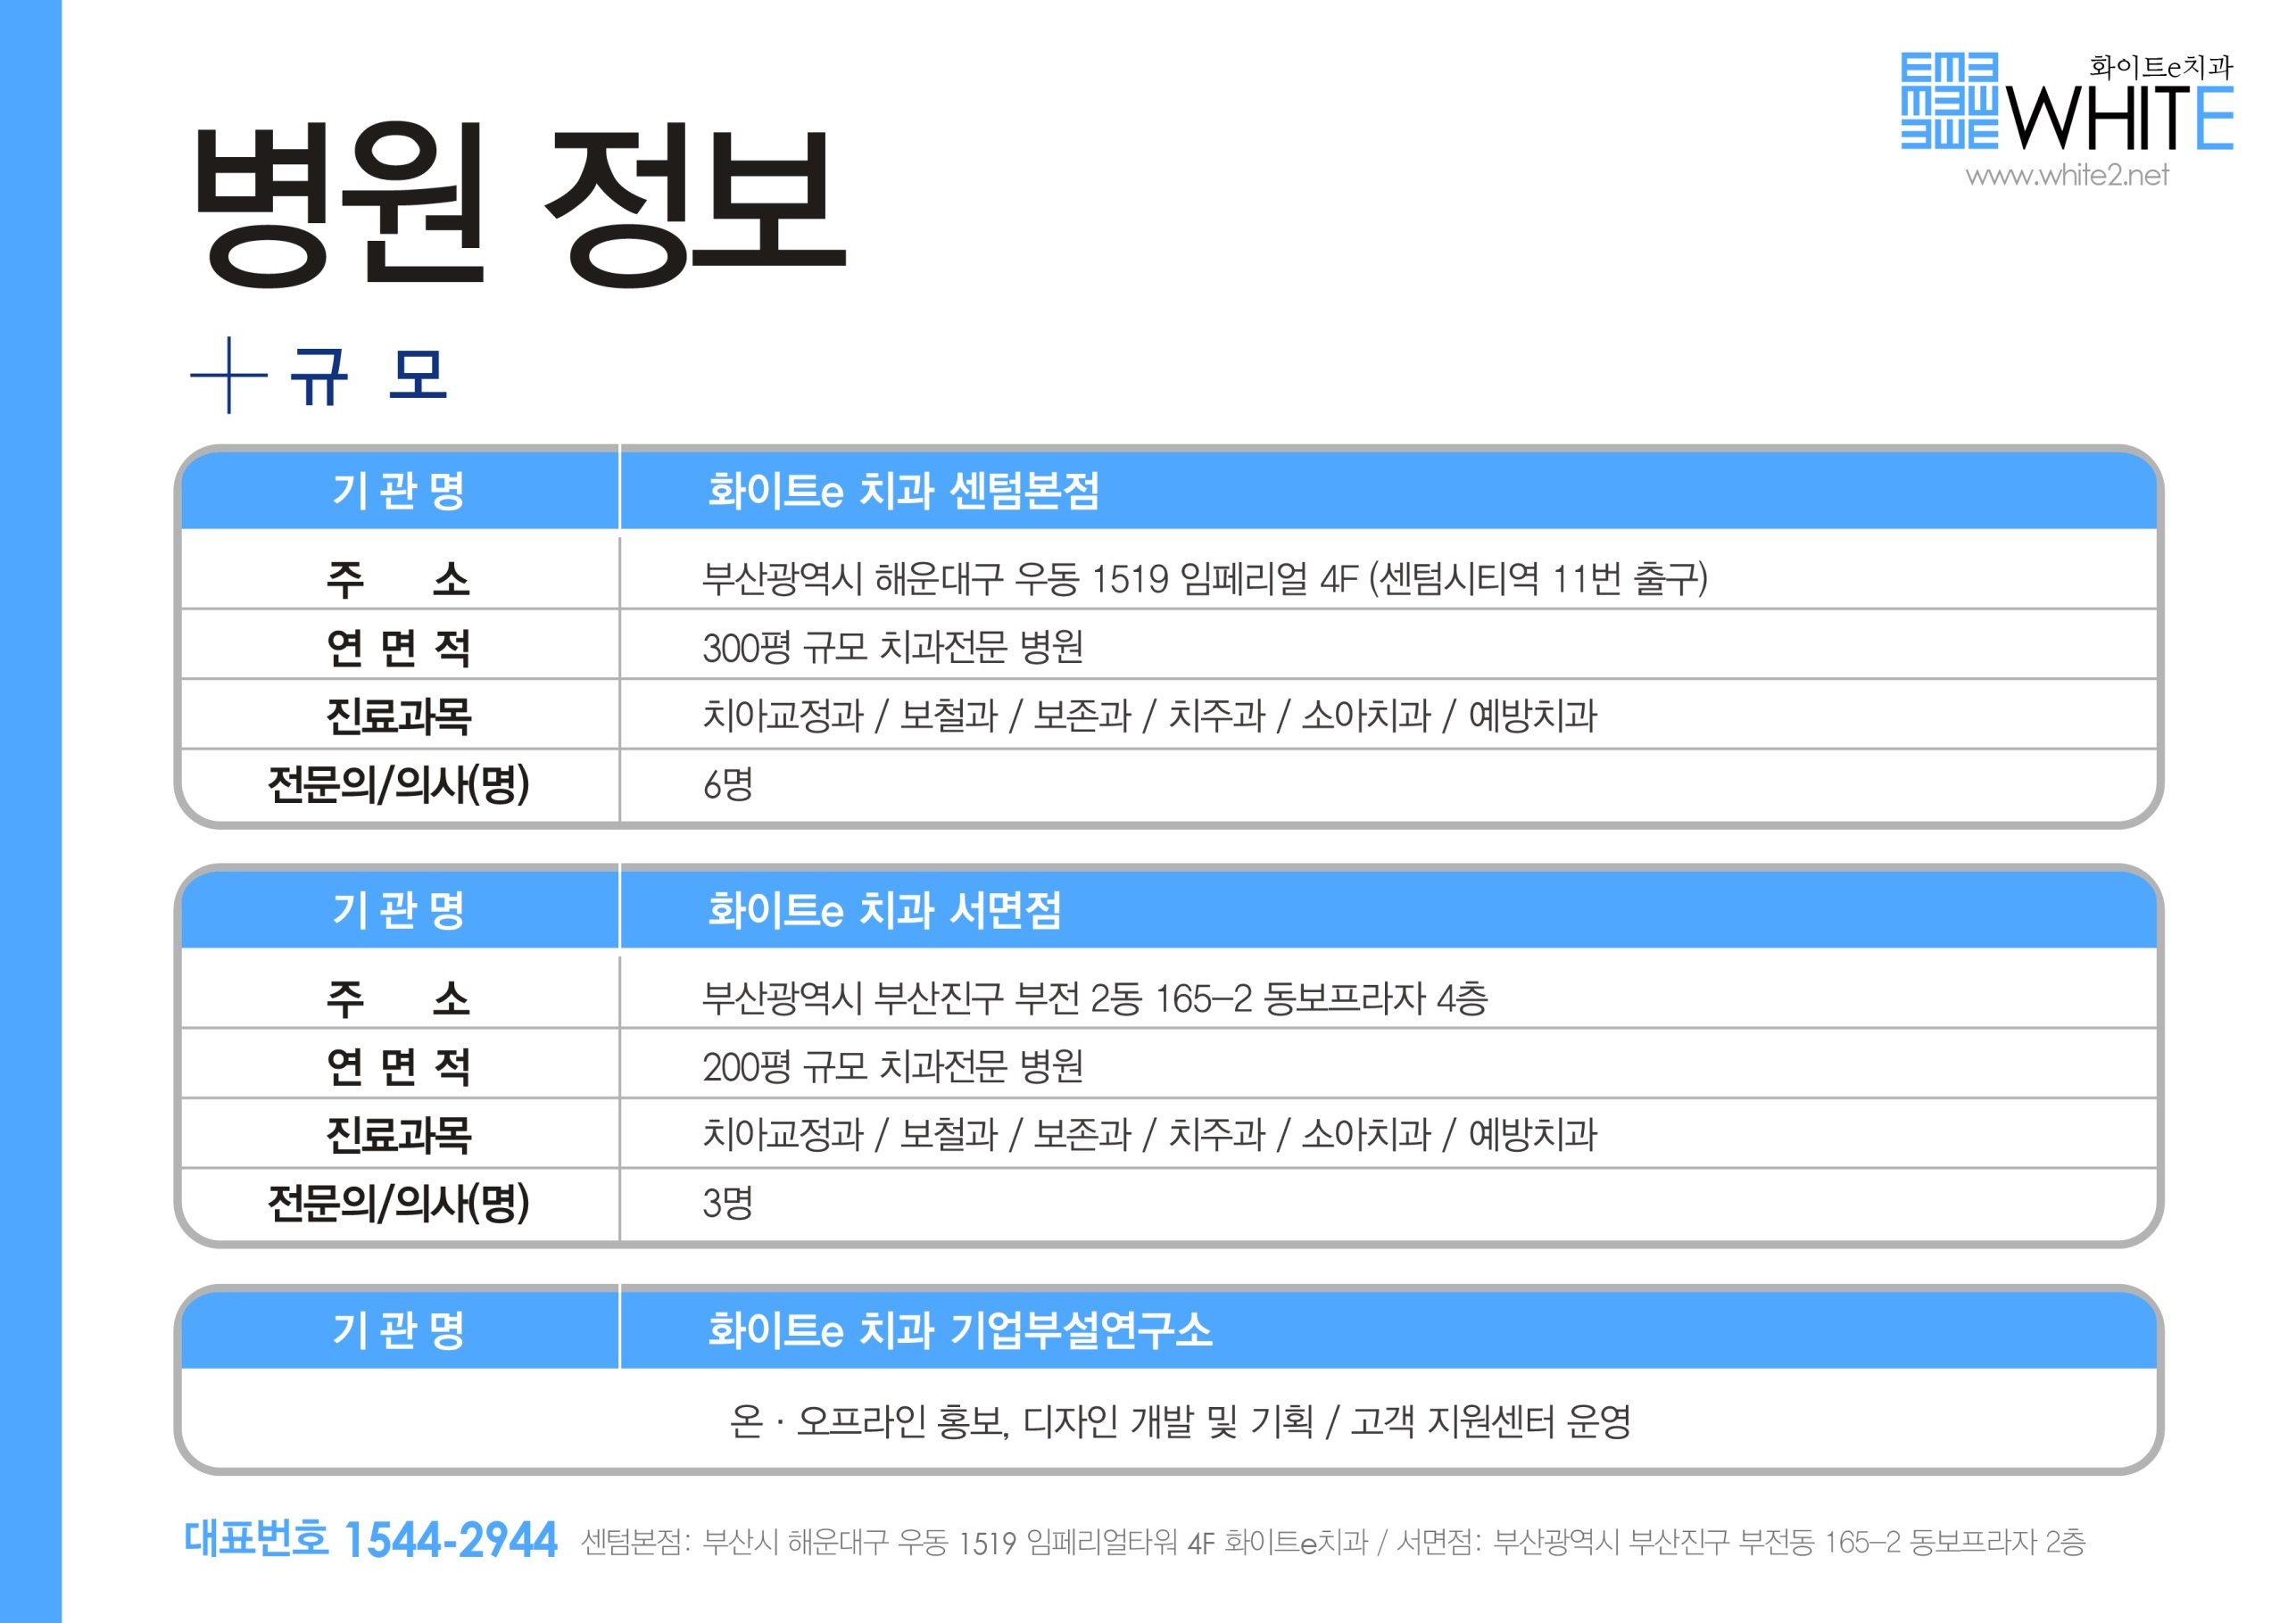 화이트e치과
WHITE
www.white2.net
병원 정보
규 모
기 관 명 화이트e 치과 센텀본점
주 소 부산광역시 해운대구 우동 1519 임페리얼 4F (센텀시티역 11번 출구)
연 면 적 300평 규모 치과전문 병원
진료과목 치아교정과 / 보철과 / 보존과 / 치주과 / 소아치과 / 예방치과
전문의/의사(명) 6명
기 관 명 화이트e 치과 서면점
주 소 부산광역시 부산진구 부전 2동 165-2 동보프라자 4층
연 면 적 200평 규모 치과전문 병원
진료과목 치아교정과 / 보철과 / 보존과 / 치주과 / 소아치과 / 예방치과
전문의/의사(명) 3명
기 관 명 화이트e 치과 기업부설연구소
온 · 오프라인 홍보, 디자인 개발 및 기획 / 고객 지원센터 운영
대표번호 1544-2944 센텀본점: 부산시 해운대구 우동 1519 임페리얼타워 4F 화이트e치과 / 서면점: 부산광역시 부산진구 부전동 165-2 동보프라자 2층